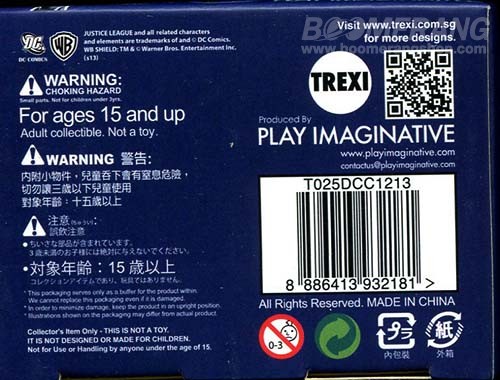 BOOMERANG
www.boomerangshop.com
DC
DC COMICS
WB
JUSTICE LEAGUE and all related characters
and elements are trademarks of and © DC Comics.
WB SHIELD: TM & © Warner Bros. Entertainment Inc.
(s13)
Visit www.trexi.com.sg
for more designs.
WARNING:
CHOKING HAZARD
Small parts. Not for children under 3yrs.
For ages 15 and up
Adult collectible. Not a toy.
TREXI
Produced By
PLAY IMAGINATIVE
www.playimaginative.com
contactus@playimaginative.com
WARNING 警告:
内附小物件，兒童吞下會有窒息危險，
切勿讓三歲以下兒童使用
對象年齡：十五歲以上
注意(ちゅうい):
誤飲注意
• ちいさな部品が含まれています。
3歳未満のお子様には絶対に与えないでください。
•対象年齢：15 歳以上
コレクションアイテムであり、玩具ではありません。
* This packaging serves only as a buffer for the product within.
We cannot replace this packaging even if it is damaged.
* In order to minimize damage, keep the product in an upright position.
* Illustrations shown on the packaging may differ from actual product.
Collector's Item Only - THIS IS NOT A TOY.
IT IS NOT DESIGNED OR MADE FOR CHILDREN.
Not for Use or Handling by anyone under the age of 15.
T025DCC1213
8 886413 932181 >
All Rights Reserved. MADE IN CHINA
0-3
プラ
内包裝
紙
外箱